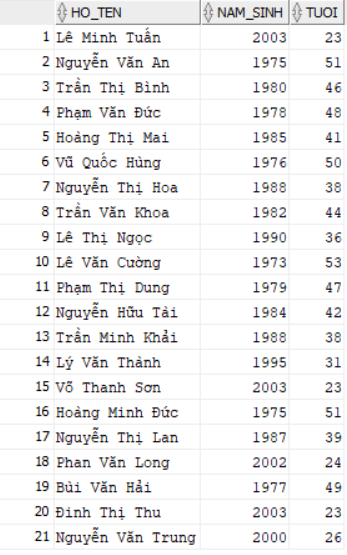 HO_TEN NAM_SINH TUOI
1 Lê Minh Tuấn 2003 23
2 Nguyễn Văn An 1975 51
3 Trần Thị Bình 1980 46
4 Phạm Văn Đức 1978 48
5 Hoàng Thị Mai 1985 41
6 Vũ Quốc Hùng 1976 50
7 Nguyễn Thị Hoa 1988 38
8 Trần Văn Khoa 1982 44
9 Lê Thị Ngọc 1990 36
10 Lê Văn Cường 1973 53
11 Phạm Thị Dung 1979 47
12 Nguyễn Hữu Tài 1984 42
13 Trần Minh Khải 1988 38
14 Lý Văn Thành 1995 31
15 Võ Thanh Sơn 2003 23
16 Hoàng Minh Đức 1975 51
17 Nguyễn Thị Lan 1987 39
18 Phan Văn Long 2002 24
19 Bùi Văn Hải 1977 49
20 Đinh Thị Thu 2003 23
21 Nguyễn Văn Trung 2000 26